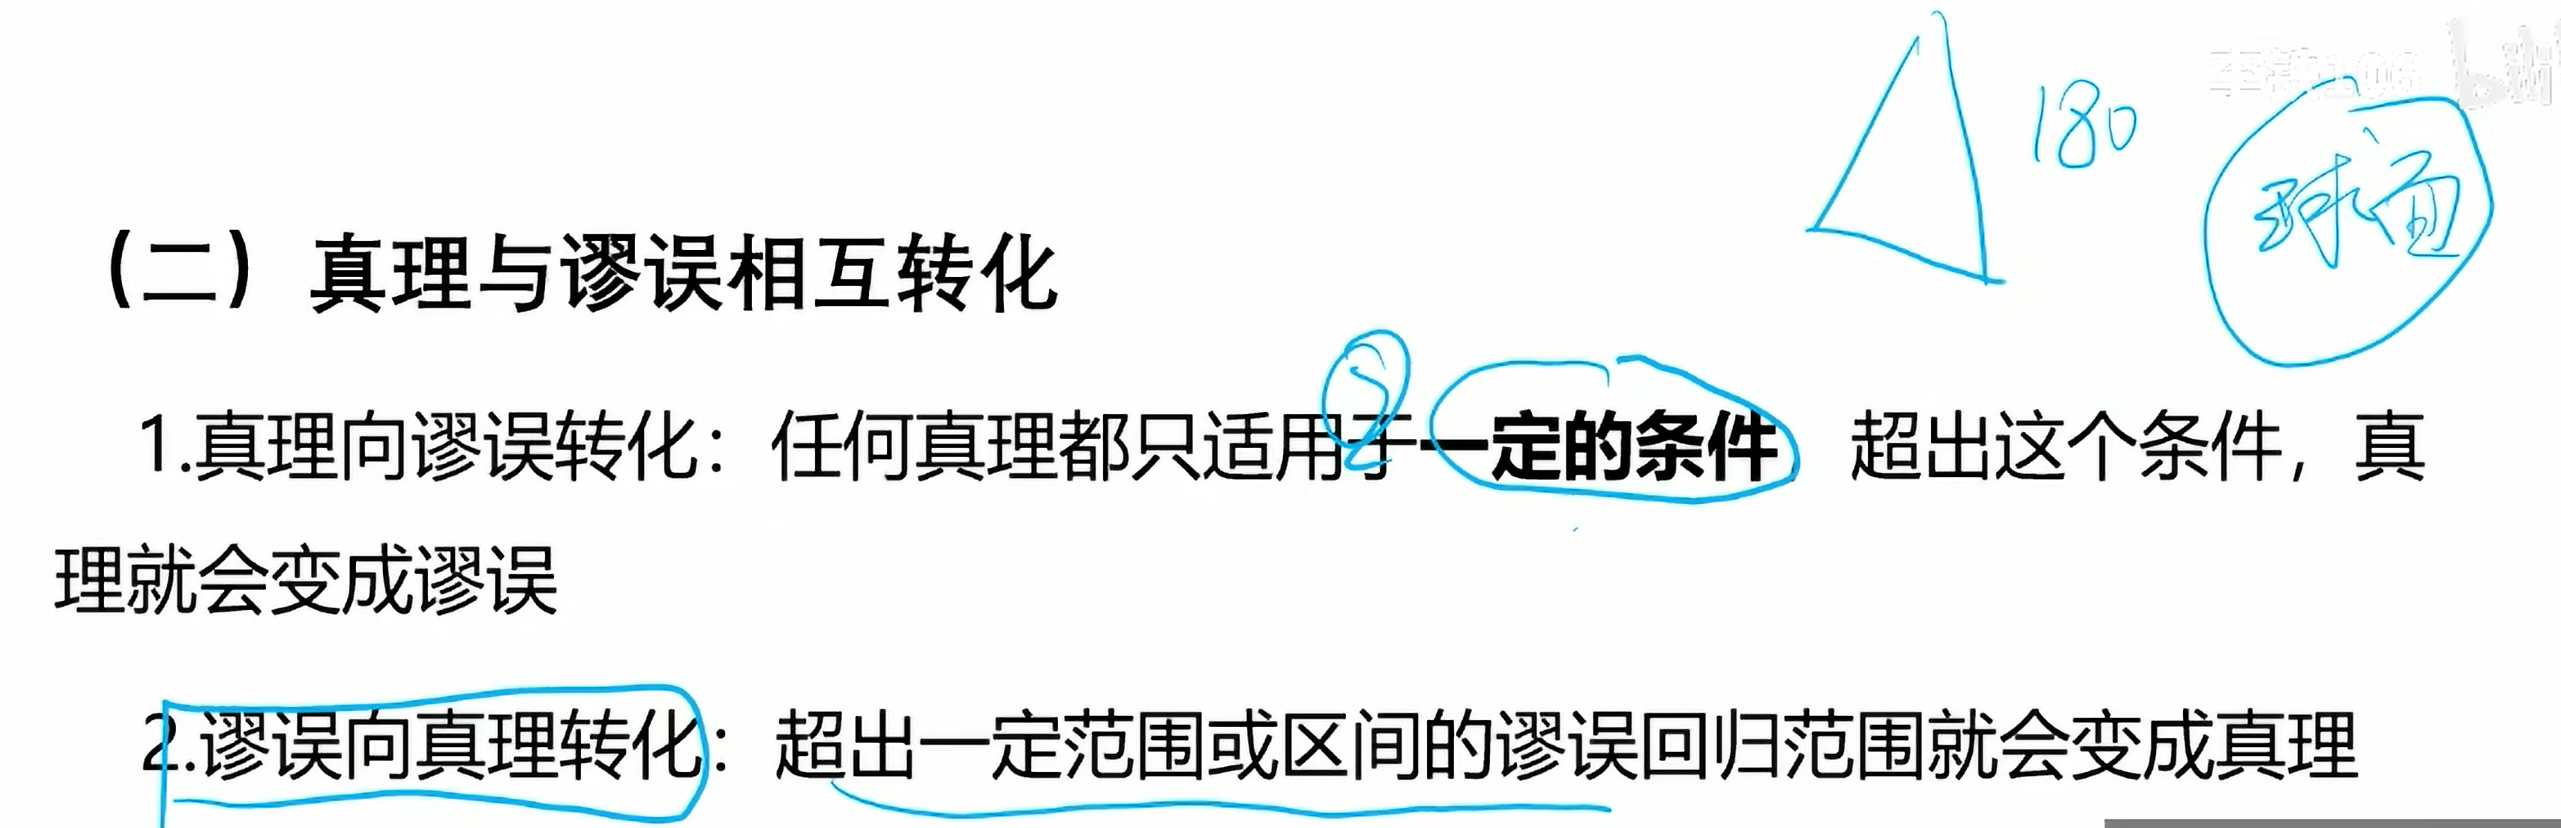 180
球面
（二）真理与谬误相互转化
②
1.真理向谬误转化：任何真理都只适用于一定的条件，超出这个条件，真
理就会变成谬误
2.谬误向真理转化：超出一定范围或区间的谬误回归范围就会变成真理